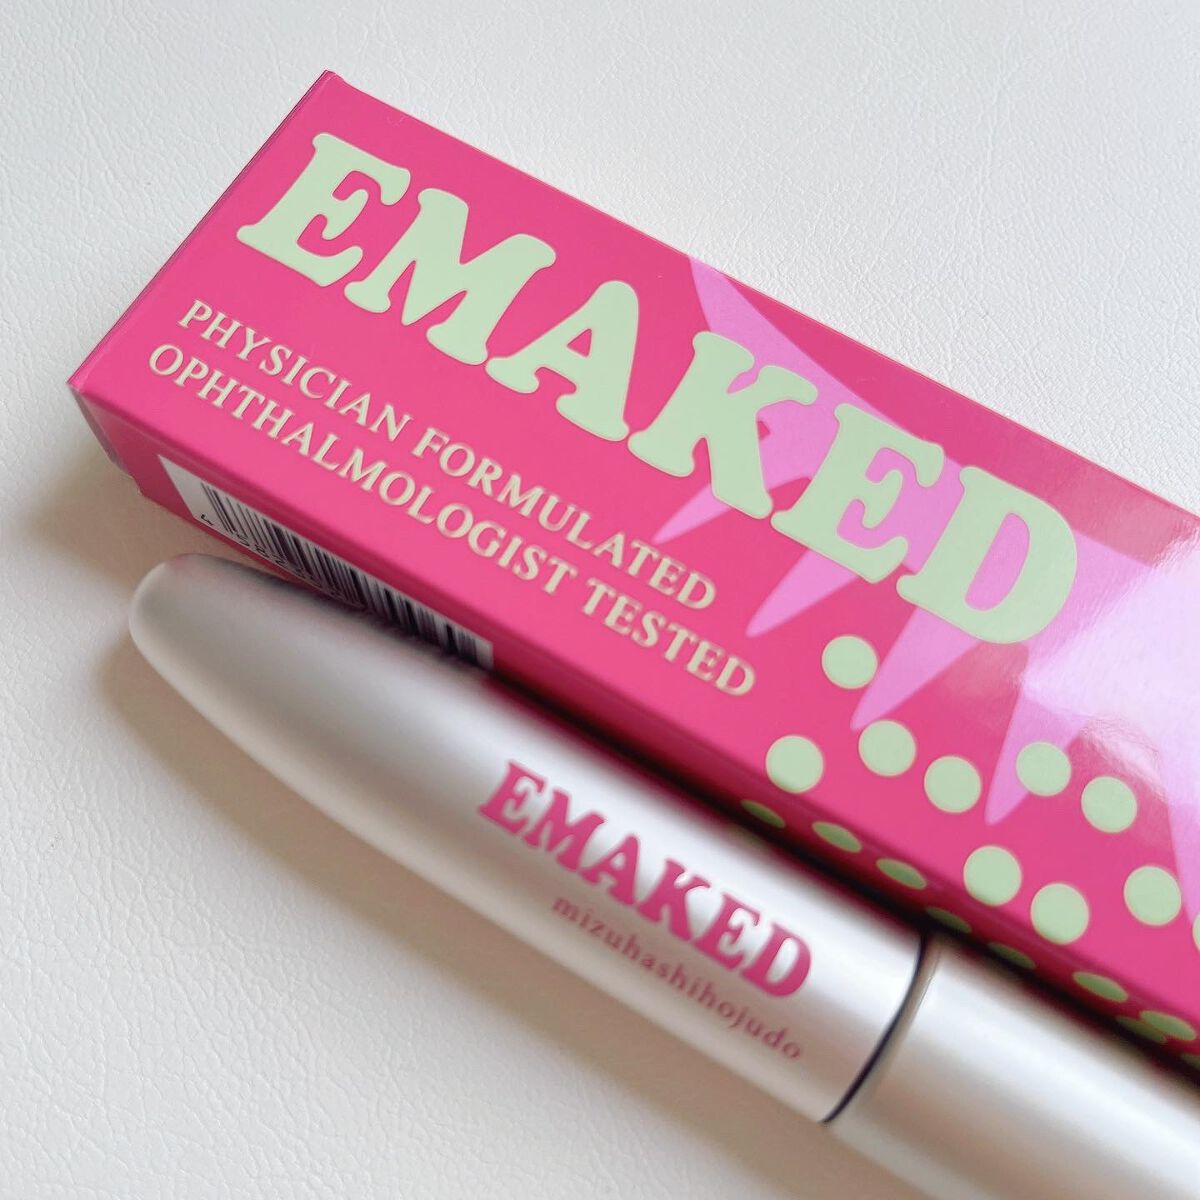 EMAKED
PHYSICIAN FORMULATED
OPHTHALMOLOGIST TESTED
EMAKED
mizuhashihojudo